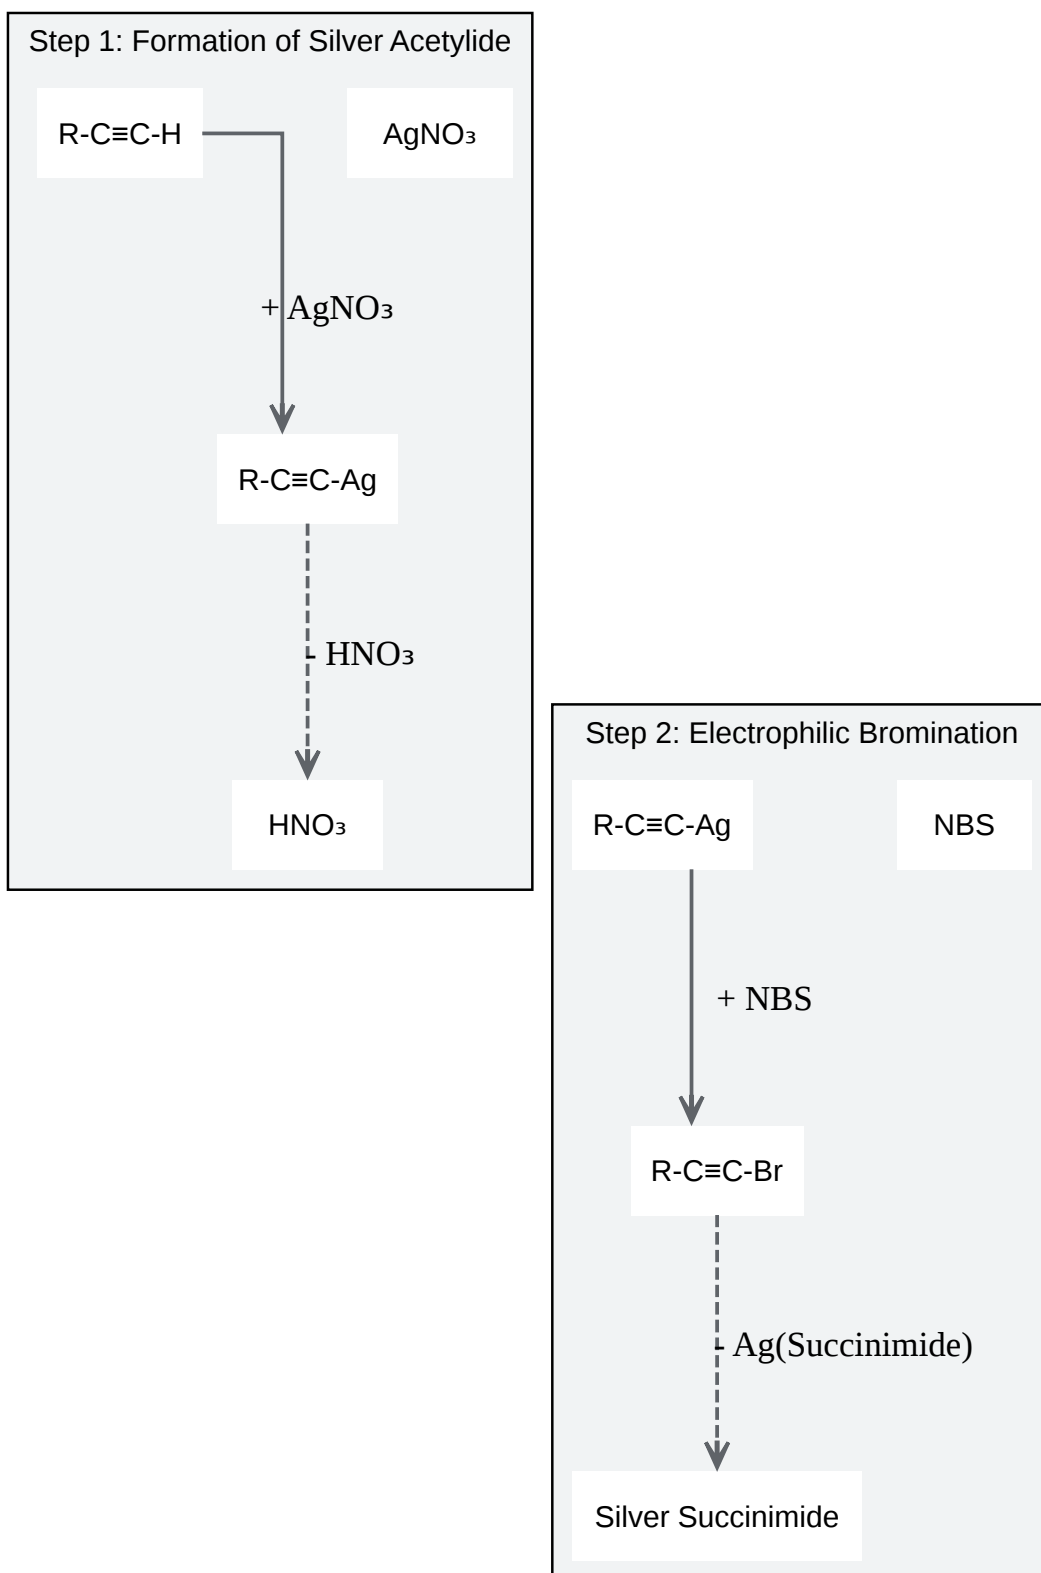 Step 1: Formation of Silver Acetylide
R-C≡C-H
AgNO₃
+ AgNO₃
R-C≡C-Ag
- HNO₃
HNO₃
Step 2: Electrophilic Bromination
R-C≡C-Ag
NBS
+ NBS
R-C≡C-Br
- Ag(Succinimide)
Silver Succinimide